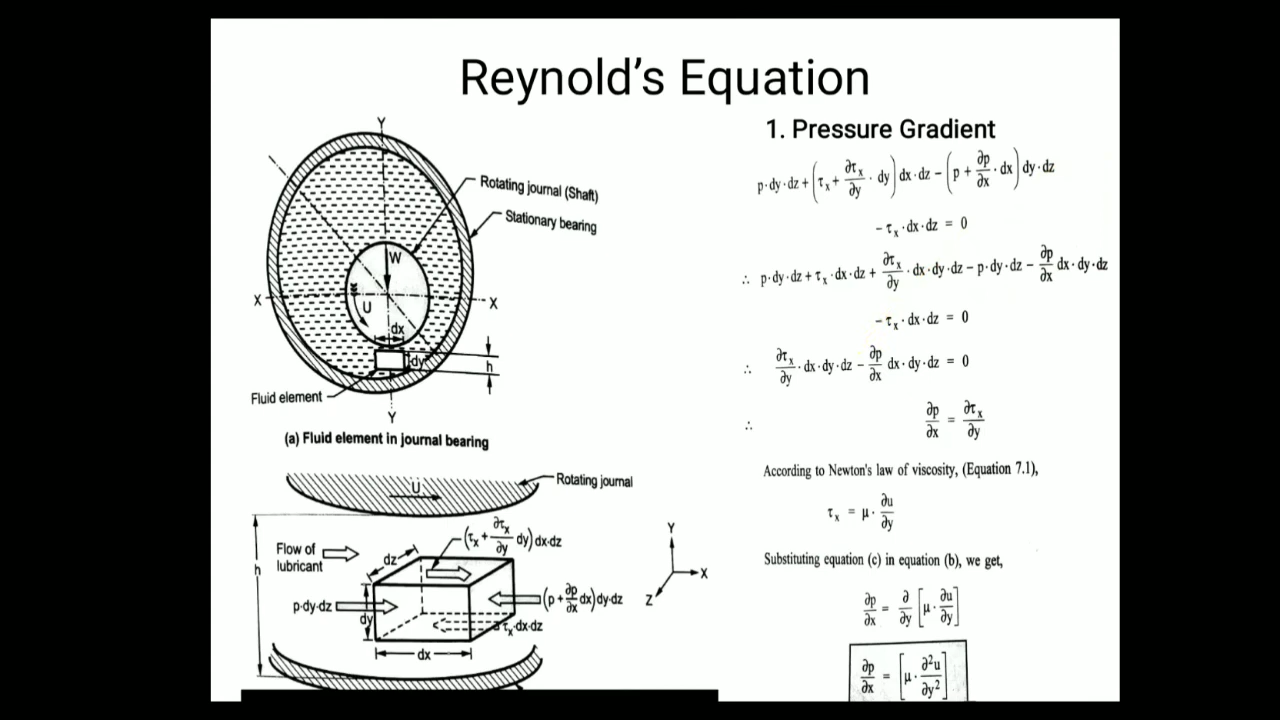 Reynold's Equation
Y
Rotating journal (Shaft)
Stationary bearing
W
X
X
U
dx
dy
h
Fluid element
Y
(a) Fluid element in journal bearing
U
Rotating journal
(τx + ∂τx/∂y dy) dx·dz
Flow of
lubricant
dz
h
p·dy·dz
(p + ∂p/∂x dx) dy·dz
dy
τx·dx·dz
dx
Y
X
Z
1. Pressure Gradient
p·dy·dz + (τx + ∂τx/∂y · dy) dx·dz − (p + ∂p/∂x · dx) dy·dz
− τx·dx·dz = 0
∴ p·dy·dz + τx·dx·dz + ∂τx/∂y · dx·dy·dz − p·dy·dz − ∂p/∂x dx·dy·dz
− τx·dx·dz = 0
∴ ∂τx/∂y · dx·dy·dz − ∂p/∂x dx·dy·dz = 0
∴ ∂p/∂x = ∂τx/∂y
According to Newton's law of viscosity, (Equation 7.1),
τx = μ · ∂u/∂y
Substituting equation (c) in equation (b), we get,
∂p/∂x = ∂/∂y [μ · ∂u/∂y]
∂p/∂x = [μ · ∂²u/∂y²]